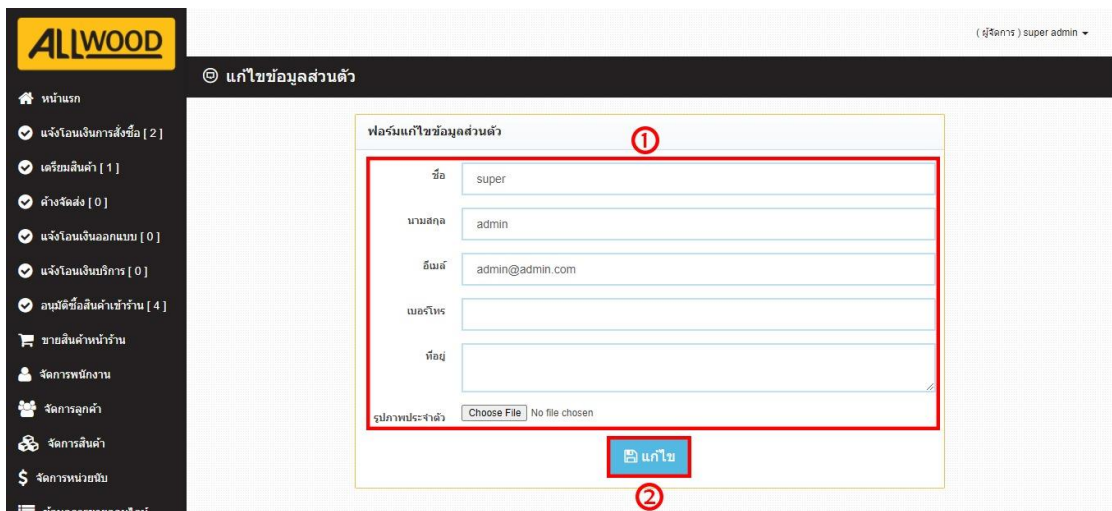 ALLWOOD
( ผู้จัดการ ) super admin
แก้ไขข้อมูลส่วนตัว
หน้าแรก
แจ้งโอนเงินการสั่งซื้อ [ 2 ]
เตรียมสินค้า [ 1 ]
ค้างจัดส่ง [ 0 ]
แจ้งโอนเงินออกแบบ [ 0 ]
แจ้งโอนเงินบริการ [ 0 ]
อนุมัติซื้อสินค้าเข้าร้าน [ 4 ]
ขายสินค้าหน้าร้าน
จัดการพนักงาน
จัดการลูกค้า
จัดการสินค้า
จัดการหน่วยนับ
ฟอร์มแก้ไขข้อมูลส่วนตัว
1
ชื่อ super
นามสกุล admin
อีเมล์ admin@admin.com
เบอร์โทร
ที่อยู่
รูปภาพประจำตัว Choose File No file chosen
แก้ไข
2